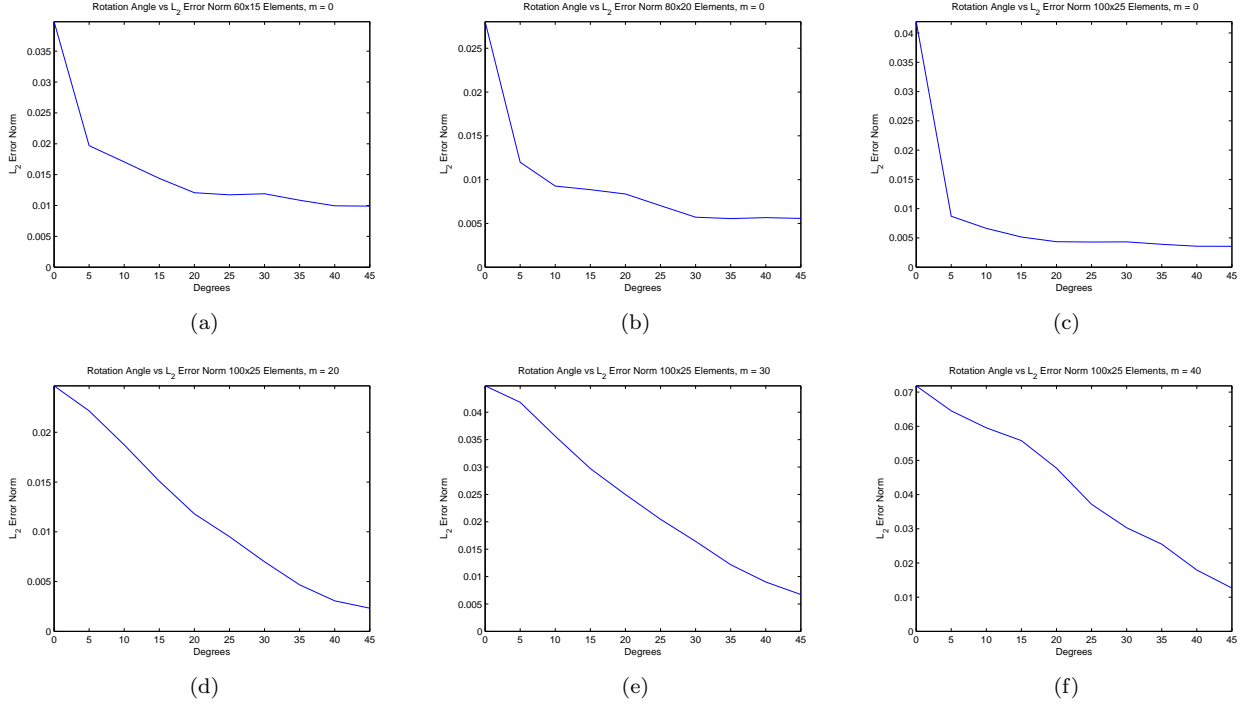 Rotation Angle vs L2 Error Norm 60x15 Elements, m = 0
L2 Error Norm
0.035
0.03
0.025
0.02
0.015
0.01
0.005
0
0 5 10 15 20 25 30 35 40 45
Degrees
(a)
Rotation Angle vs L2 Error Norm 80x20 Elements, m = 0
L2 Error Norm
0.025
0.02
0.015
0.01
0.005
0
0 5 10 15 20 25 30 35 40 45
Degrees
(b)
Rotation Angle vs L2 Error Norm 100x25 Elements, m = 0
L2 Error Norm
0.04
0.035
0.03
0.025
0.02
0.015
0.01
0.005
0
0 5 10 15 20 25 30 35 40 45
Degrees
(c)
Rotation Angle vs L2 Error Norm 100x25 Elements, m = 20
L2 Error Norm
0.02
0.015
0.01
0.005
0
0 5 10 15 20 25 30 35 40 45
Degrees
(d)
Rotation Angle vs L2 Error Norm 100x25 Elements, m = 30
L2 Error Norm
0.04
0.035
0.03
0.025
0.02
0.015
0.01
0.005
0
0 5 10 15 20 25 30 35 40 45
Degrees
(e)
Rotation Angle vs L2 Error Norm 100x25 Elements, m = 40
L2 Error Norm
0.07
0.06
0.05
0.04
0.03
0.02
0.01
0
0 5 10 15 20 25 30 35 40 45
Degrees
(f)